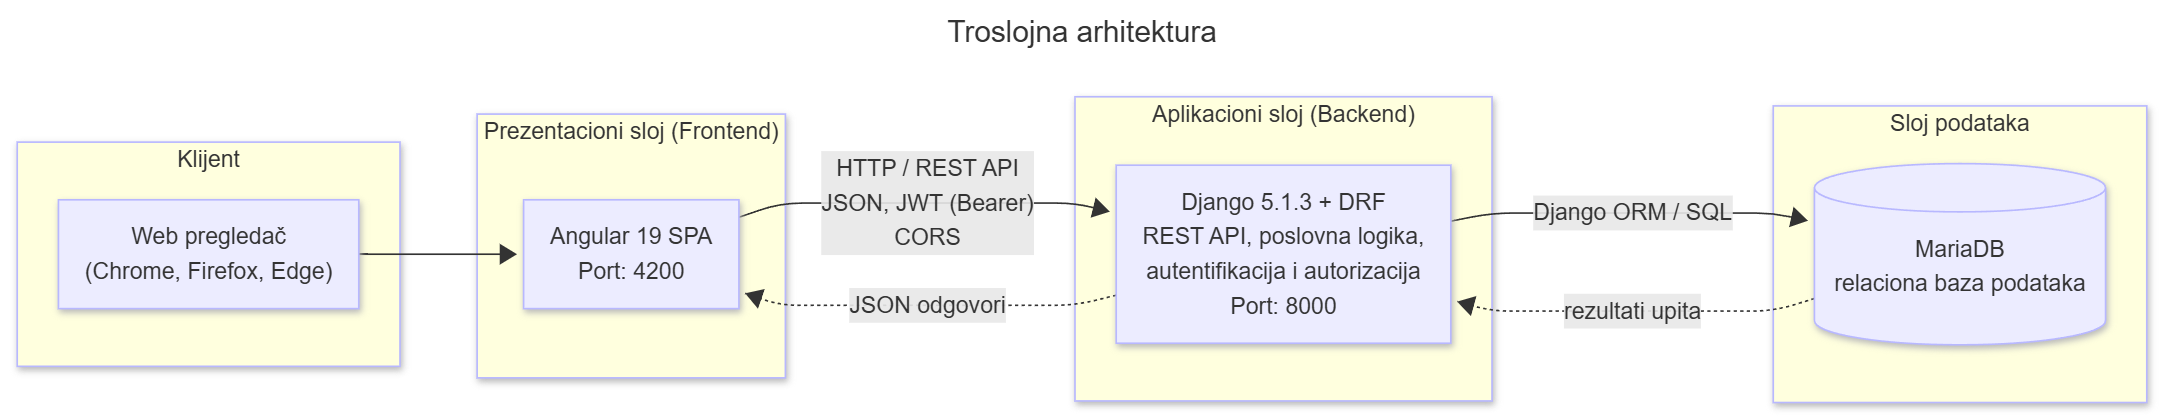 Troslojna arhitektura
Klijent
Web pregledač
(Chrome, Firefox, Edge)
Prezentacioni sloj (Frontend)
Angular 19 SPA
Port: 4200
HTTP / REST API
JSON, JWT (Bearer)
CORS
JSON odgovori
Aplikacioni sloj (Backend)
Django 5.1.3 + DRF
REST API, poslovna logika,
autentifikacija i autorizacija
Port: 8000
Django ORM / SQL
rezultati upita
Sloj podataka
MariaDB
relaciona baza podataka